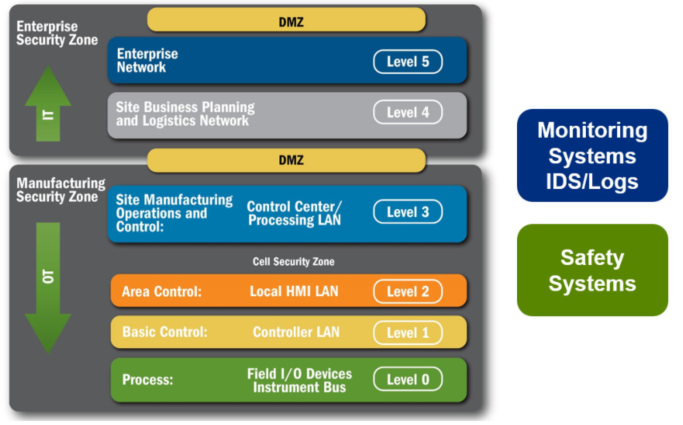 Enterprise
Security Zone
DMZ
Enterprise
Network
Level 5
IT
Site Business Planning
and Logistics Network
Level 4
DMZ
Manufacturing
Security Zone
Site Manufacturing
Operations and
Control:
Control Center/
Processing LAN
Level 3
Cell Security Zone
OT
Area Control:
Local HMI LAN
Level 2
Basic Control:
Controller LAN
Level 1
Process:
Field I/O Devices
Instrument Bus
Level 0
Monitoring
Systems
IDS/Logs
Safety
Systems